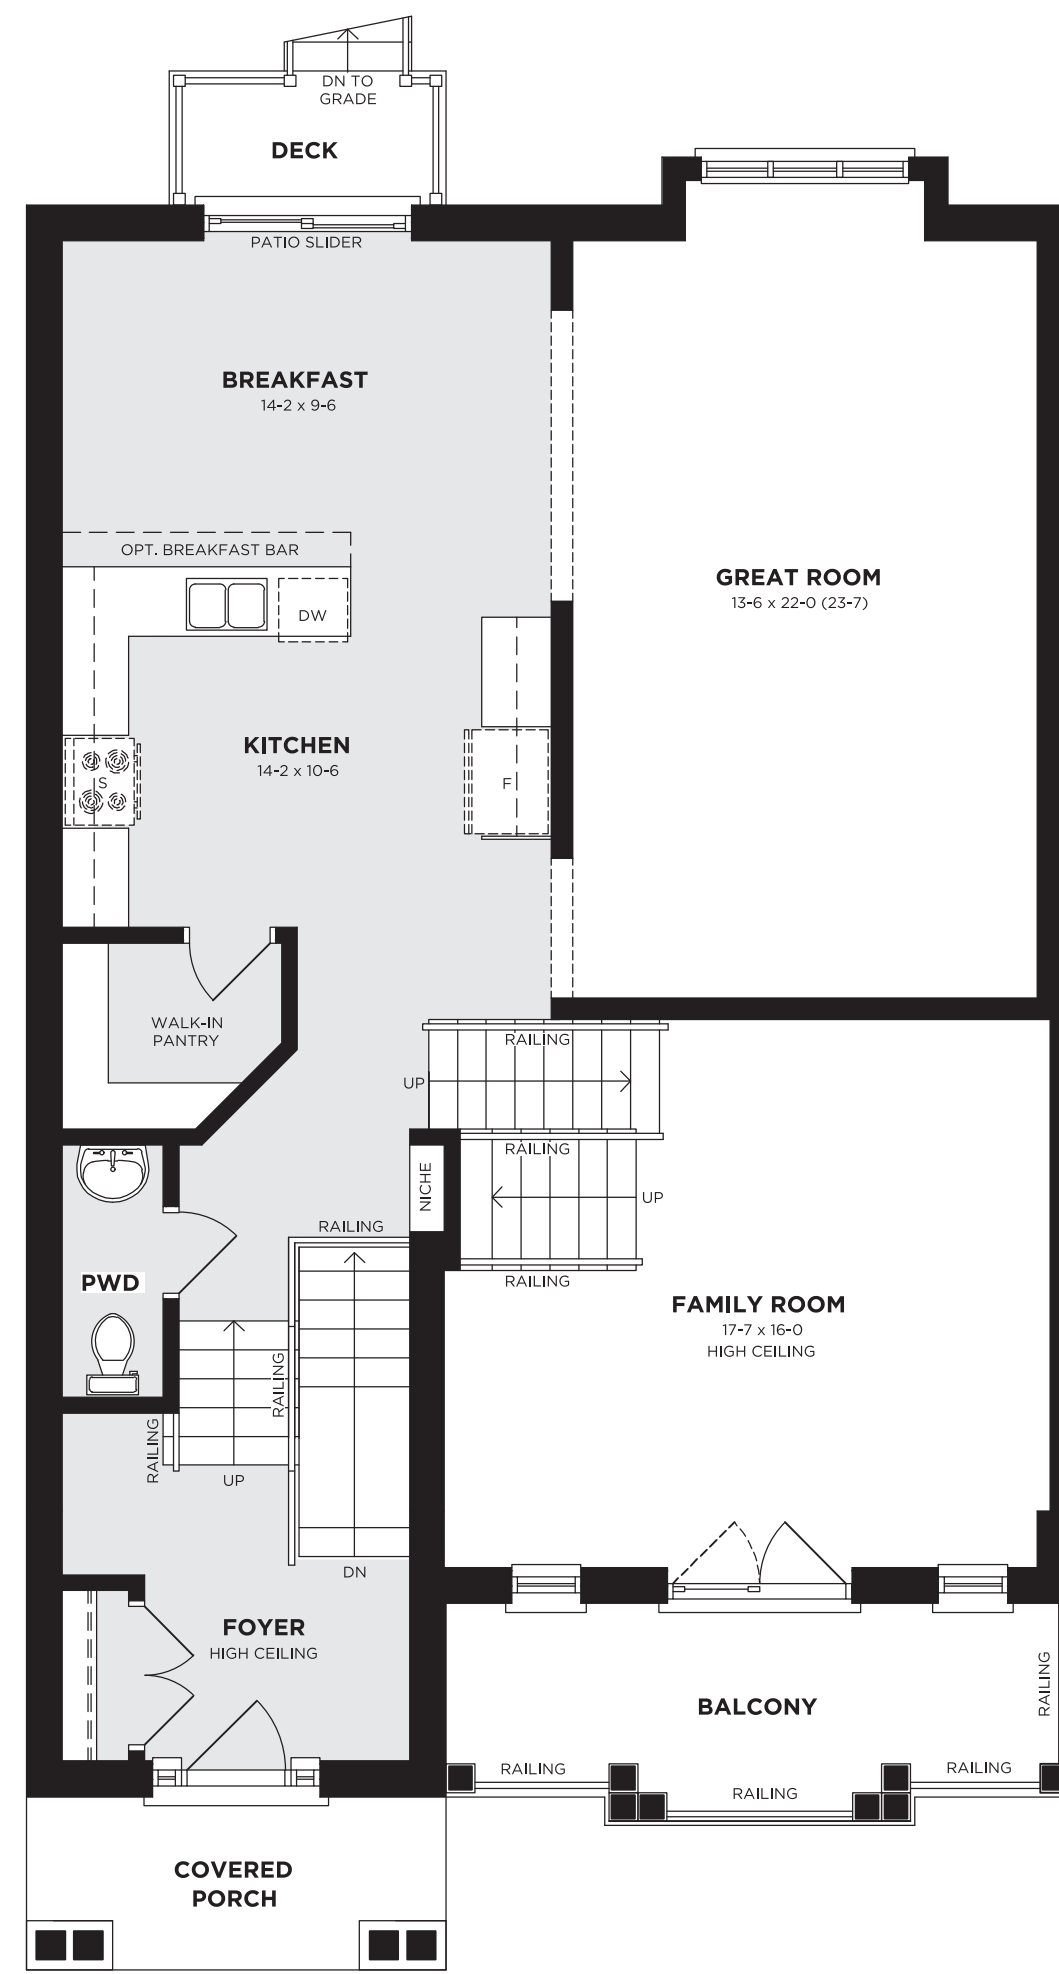 DN TO
GRADE
DECK
PATIO SLIDER
BREAKFAST
14-2 x 9-6
OPT. BREAKFAST BAR
DW
GREAT ROOM
13-6 x 22-0 (23-7)
KITCHEN
14-2 x 10-6
S
F
WALK-IN
PANTRY
RAILING
UP
RAILING
NICHE
UP
RAILING
RAILING
PWD
FAMILY ROOM
17-7 x 16-0
HIGH CEILING
RAILING
RAILING
UP
DN
FOYER
HIGH CEILING
BALCONY
RAILING
RAILING
RAILING
RAILING
COVERED
PORCH